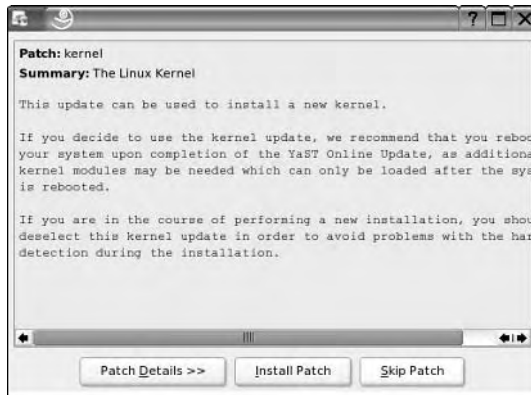 Patch: kernel
Summary: The Linux Kernel
This update can be used to install a new kernel.
If you decide to use the kernel update, we recommend that you reboo
your system upon completion of the YaST Online Update, as additiona
kernel modules may be needed which can only be loaded after the sys
is rebooted.
If you are in the course of performing a new installation, you shou
deselect this kernel update in order to avoid problems with the har
detection during the installation.
Patch Details >>
Install Patch
Skip Patch